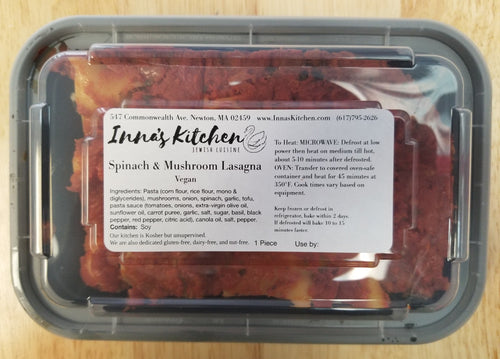 547 Commonwealth Ave. Newton, MA 02459 www.InnasKitchen.com (617)795-2626
Inna's Kitchen
JEWISH CUISINE
Spinach & Mushroom Lasagna
Vegan
Ingredients: Pasta (corn flour, rice flour, mono &
diglycerides), mushrooms, onion, spinach, garlic, tofu,
tomato sauce (tomatoes, onions, extra-virgin olive oil,
sunflower oil, carrot puree, garlic, salt, sugar, basil, black
pepper, red pepper, citric acid), canola oil, salt, pepper.
Contains: Soy
Our kitchen is Kosher but unsupervised.
We are also dedicated gluten-free, dairy-free, and nut-free.
1 Piece
Use by:
To Heat: MICROWAVE: Defrost at low
power then heat on medium till hot,
about 5-10 minuthis after defrosted.
OVEN: Transfer to covered ovensafe
container and heat for 45 minutes at
350°F. Cook times vary based on
equipment.
Keep frozen or defrost in
refrigerator, bake within 2 days.
If defrosted will bake 10 to 15
minutes faster.